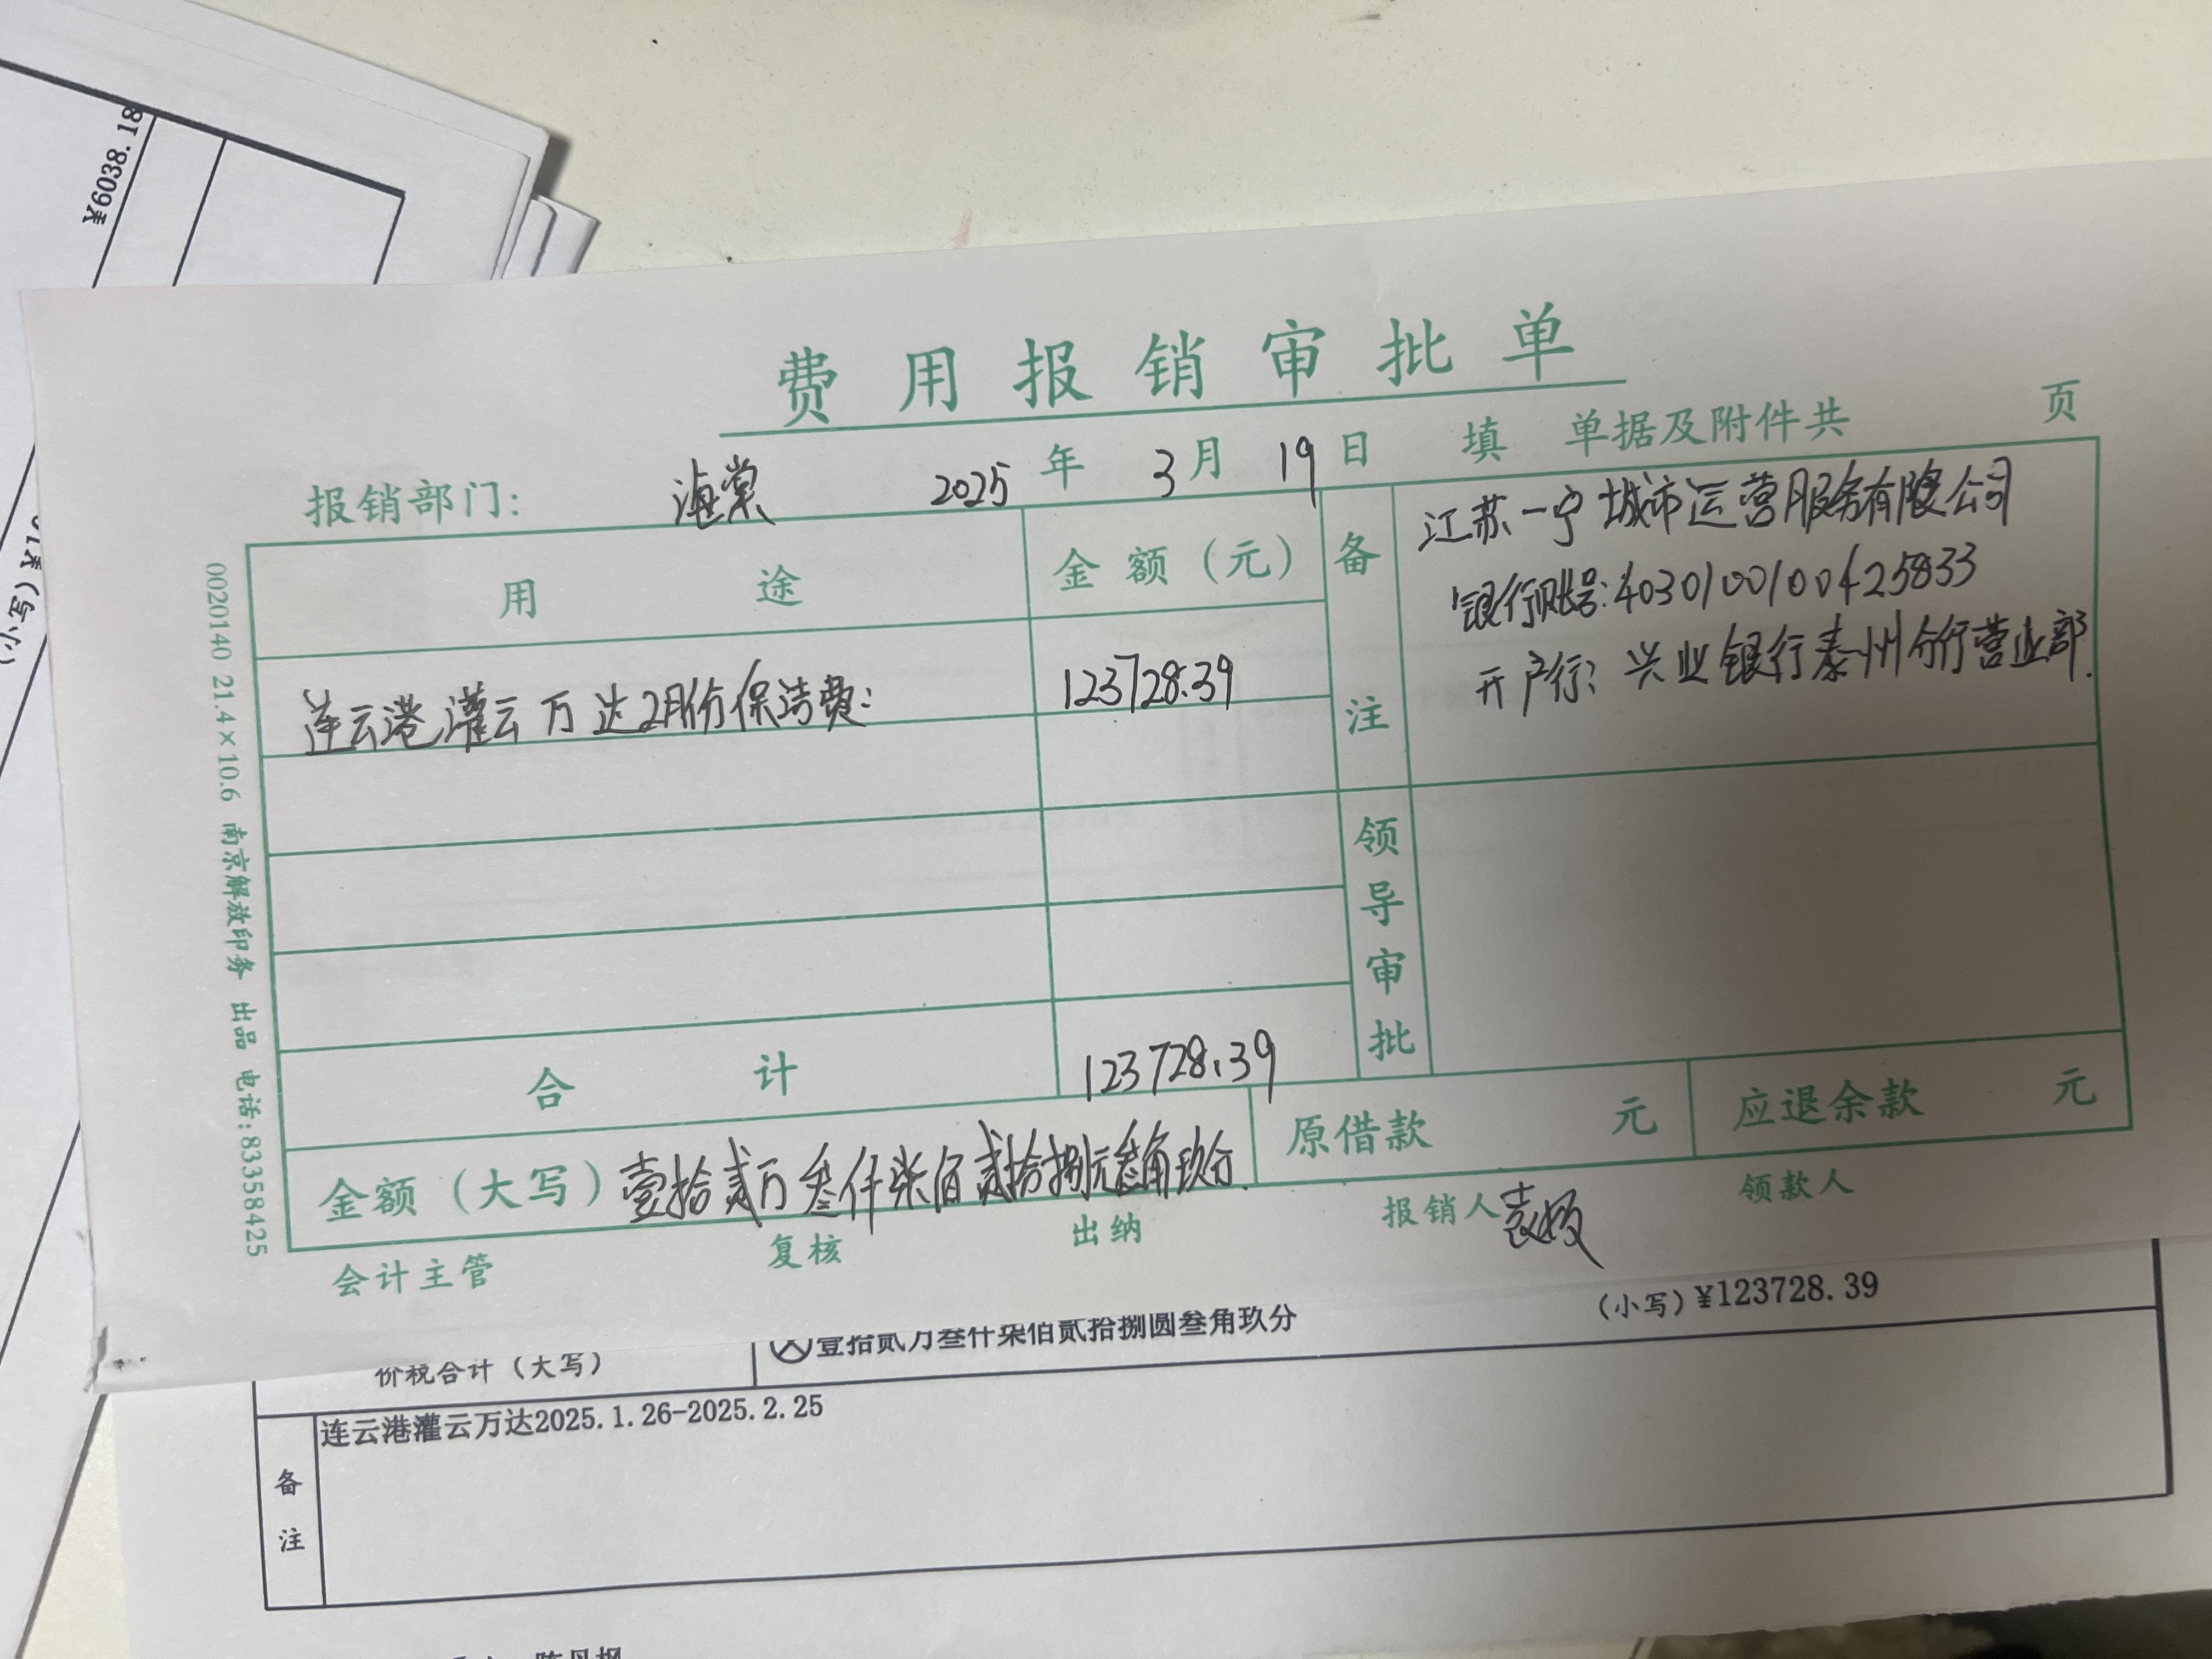 ¥6038.18
(小写)
费用报销审批单
报销部门: 海棠 2025 年 3 月 19 日 填 单据及附件共 页
用途 金额(元) 备注
江苏一宁城市运营服务有限公司
银行账号:4030100100425833
开户行: 兴业银行泰州分行营业部.
连云港灌云万达2月份保洁费: 123728.39
领导审批
合计 123728.39
金额(大写) 壹拾贰万叁仟柒佰贰拾捌元叁角玖分. 原借款 元 应退余款 元
会计主管 复核 出纳 报销人 袁 领款人
0020140 21.4×10.6 南京解放印务 出品 电话:83358425
价税合计(大写) 壹拾贰万叁仟柒佰贰拾捌圆叁角玖分 (小写)¥123728.39
备注 连云港灌云万达2025.1.26-2025.2.25